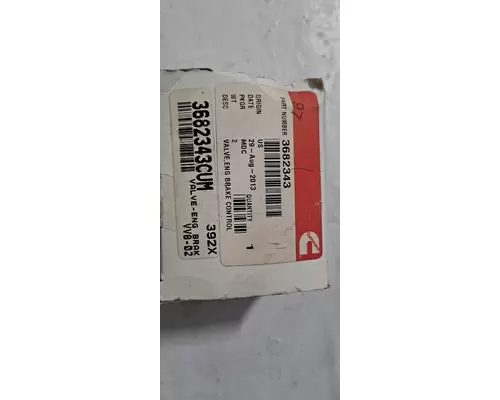 97
PART NUMBER 3682343
ORIGIN US
DATE 29-Aug-2013 QUANTITY 1
PKGR MDC
WT 2
DESC VALVE,ENG BRAKE CONTROL
3682343CUM 392X
VALVE-ENG. BRAK
VVB-02